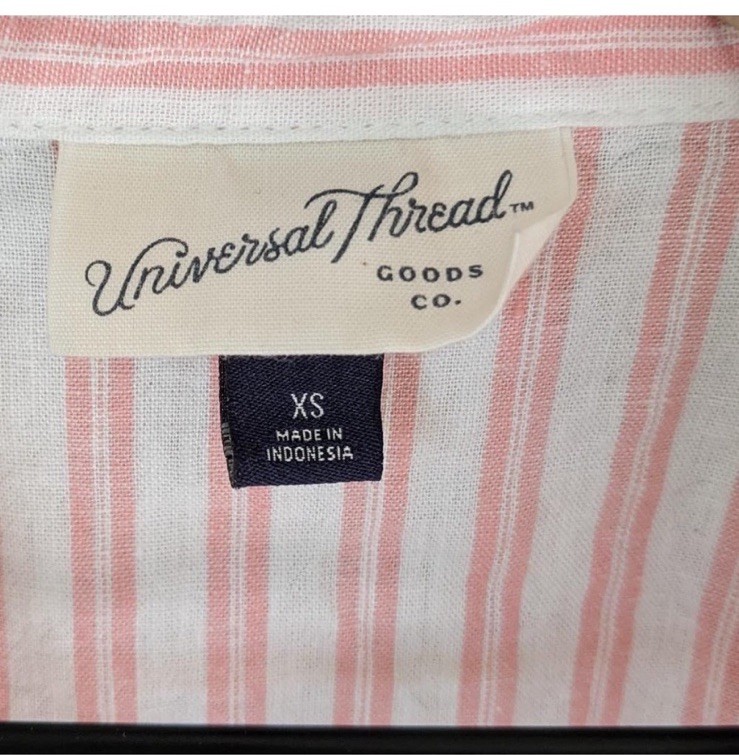 Universal Thread™
GOODS
CO.
XS
MADE IN
INDONESIA